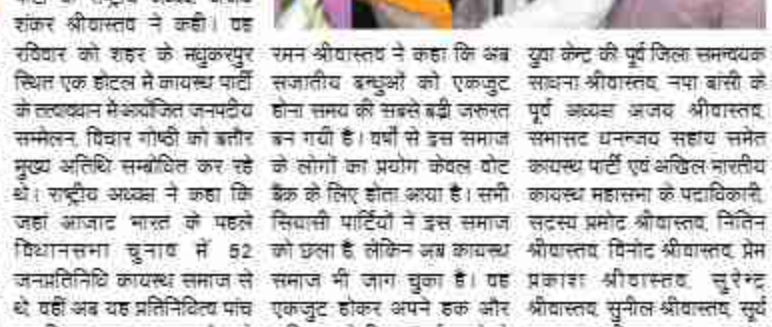 शंकर श्रीवास्तव ने कही। वह
रविवार को शहर के मधुकरपुर
स्थित एक होटल में कायस्थ पार्टी
के तत्वावधान में आयोजित जनपदीय
सम्मेलन, विचार गोष्ठी को बतौर
मुख्य अतिथि सम्बोधित कर रहे
थे। राष्ट्रीय अध्यक्ष ने कहा कि
जहां आजाद भारत के पहले
विधानसभा चुनाव में 52
जनप्रतिनिधि कायस्थ समाज से
थे वहीं अब यह प्रतिनिधित्व पांच
रमन श्रीवास्तव ने कहा कि अब
सजातीय बन्धुओं को एकजुट
होना समय की सबसे बड़ी जरूरत
बन गयी है। वर्षों से इस समाज
के लोगों का प्रयोग केवल वोट
बैंक के लिए होता आया है। सभी
सियासी पार्टियों ने इस समाज
को छला है, लेकिन अब कायस्थ
समाज भी जाग चुका है। वह
एकजुट होकर अपने हक और
युवा केन्द्र की पूर्व जिला समन्वयक
साधना श्रीवास्तव, नपा बांसी के
पूर्व अध्यक्ष अजय श्रीवास्तव,
सभासद धनन्जय सहाय समेत
कायस्थ पार्टी एवं अखिल भारतीय
कायस्थ महासभा के पदाधिकारी,
सदस्य प्रमोद श्रीवास्तव, नितिन
श्रीवास्तव, विनोद श्रीवास्तव, प्रेम
प्रकाश श्रीवास्तव, सुरेन्द्र
श्रीवास्तव, सुनील श्रीवास्तव, सूर्य